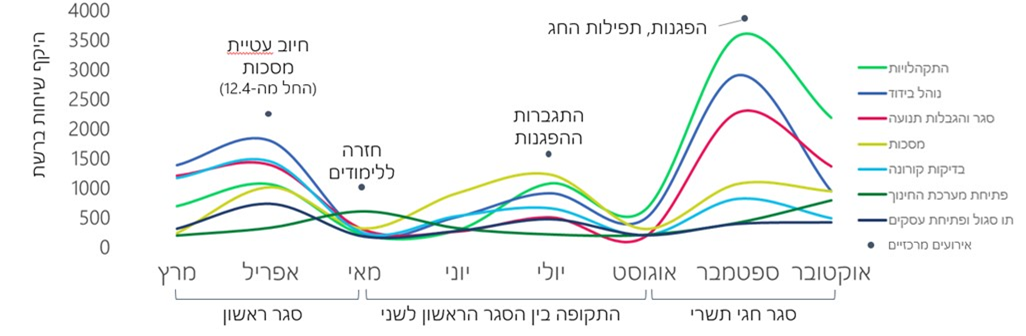 היקף שיחות ברשת
4000
3500
3000
2500
2000
1500
1000
500
0
חיוב עטיית
מסכות
(החל מה-12.4)
חזרה
ללימודים
התגברות
ההפגנות
הפגנות, תפילות החג
התקהלויות
נוהל בידוד
סגר והגבלות תנועה
מסכות
בדיקות קורונה
פתיחת מערכת החינוך
תו סגול ופתיחת עסקים
אירועים מרכזיים
מרץ אפריל מאי יוני יולי אוגוסט ספטמבר אוקטובר
סגר ראשון התקופה בין הסגר הראשון לשני סגר חגי תשרי